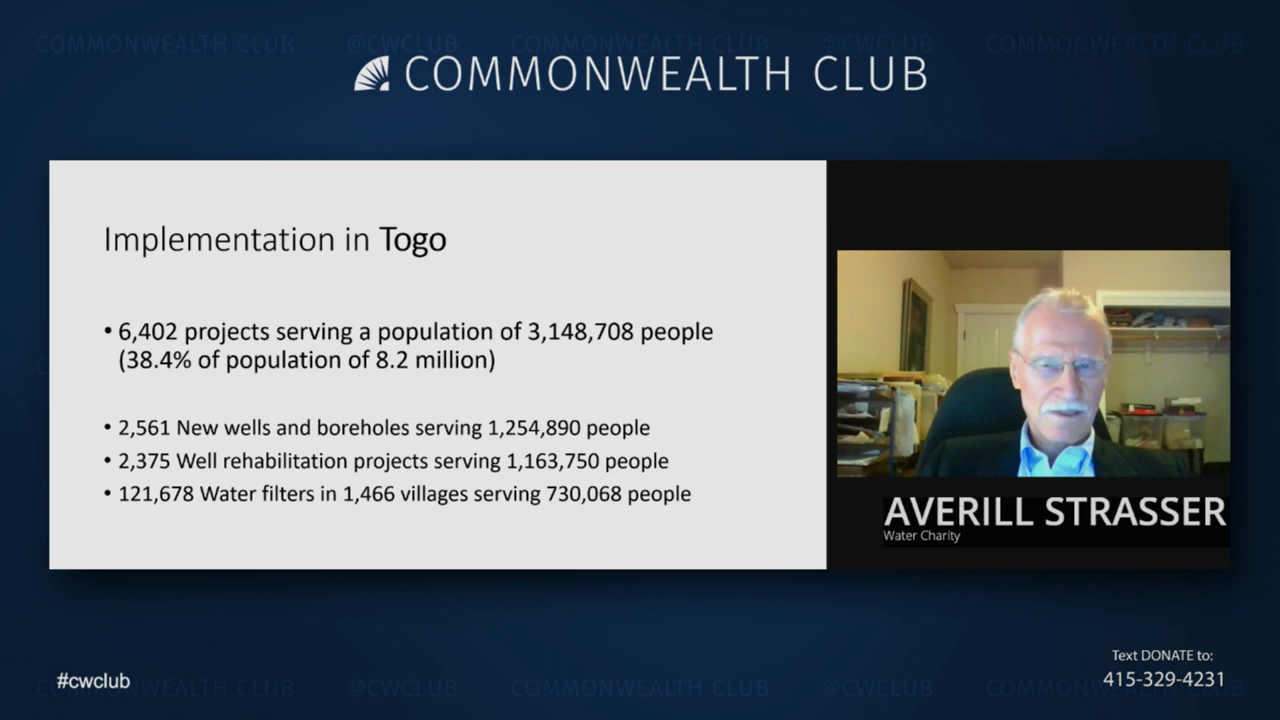 COMMONWEALTH CLUB @CWCLUB COMMONWEALTH CLUB @CWCLUB COMMONWEALTH CLUB
COMMONWEALTH CLUB
Implementation in Togo
• 6,402 projects serving a population of 3,148,708 people
(38.4% of population of 8.2 million)
• 2,561 New wells and boreholes serving 1,254,890 people
• 2,375 Well rehabilitation projects serving 1,163,750 people
• 121,678 Water filters in 1,466 villages serving 730,068 people
AVERILL STRASSER
Water Charity
Text DONATE to:
#cwclub
415-329-4231
COMMONWEALTH CLUB @CWCLUB COMMONWEALTH CLUB @CWCLUB COMMONWEALTH CLUB